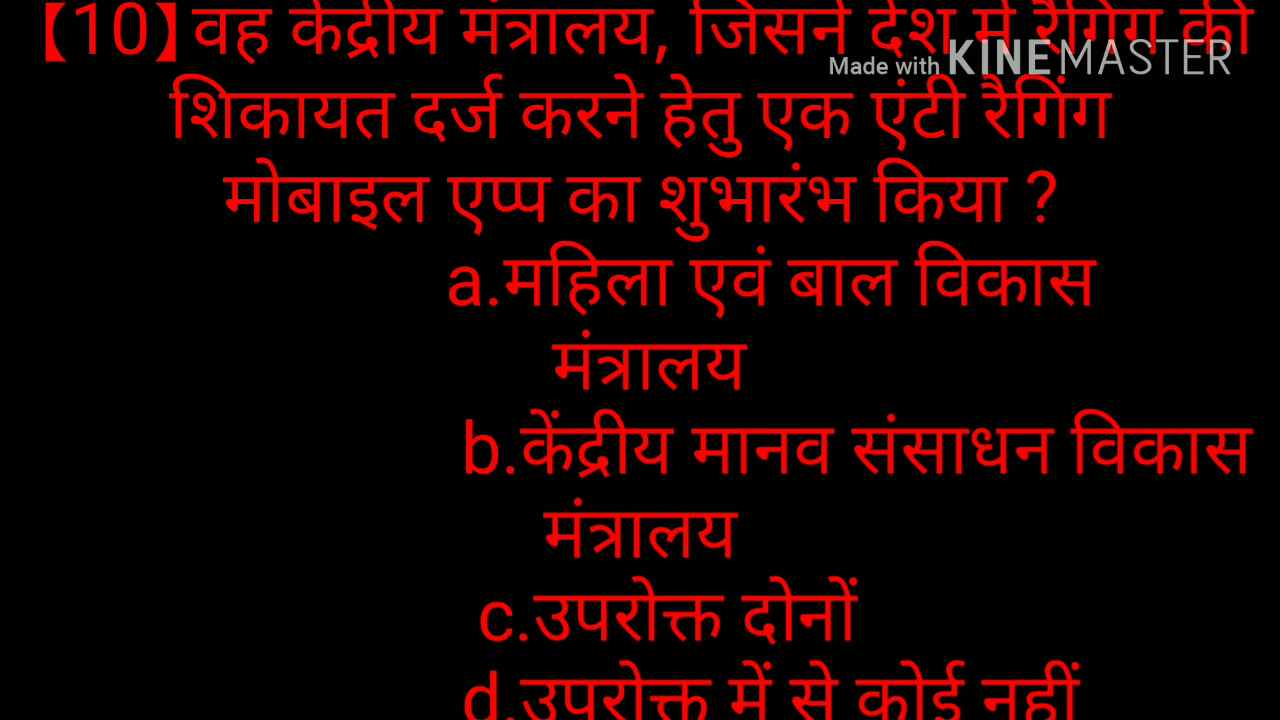 【10】वह केंद्रीय मंत्रालय, जिसने देश में रैगिंग की
Made with KINEMASTER
शिकायत दर्ज करने हेतु एक एंटी रैगिंग
मोबाइल एप्प का शुभारंभ किया ?
a.महिला एवं बाल विकास
मंत्रालय
b.केंद्रीय मानव संसाधन विकास
मंत्रालय
c.उपरोक्त दोनों
d.उपरोक्त में से कोई नहीं